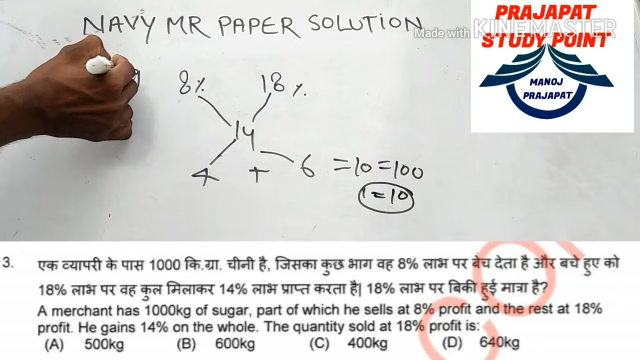 NAVY MR PAPER SOLUTION
Made with KINEMASTER
PRAJAPAT
STUDY POINT
MANOJ
PRAJAPAT
8% 18%
14
4 + 6 = 10 = 100
1 = 10
3. एक व्यापरी के पास 1000 कि.ग्रा. चीनी है, जिसका कुछ भाग वह 8% लाभ पर बेच देता है और बचे हुए को
18% लाभ पर वह कुल मिलाकर 14% लाभ प्राप्त करता है| 18% लाभ पर बिकी हुई मात्रा है?
A merchant has 1000kg of sugar, part of which he sells at 8% profit and the rest at 18%
profit. He gains 14% on the whole. The quantity sold at 18% profit is:
(A) 500kg (B) 600kg (C) 400kg (D) 640kg